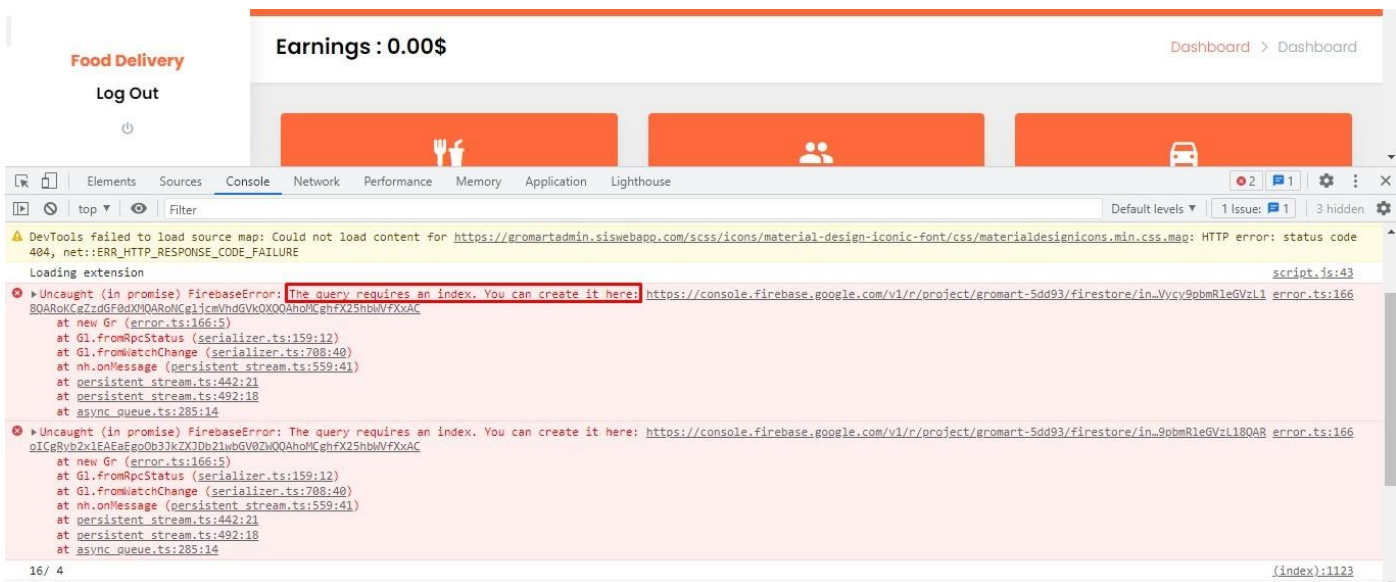 Earnings : 0.00$
Dashboard > Dashboard
Food Delivery
Log Out
Elements Sources Console Network Performance Memory Application Lighthouse 2 1
top Filter Default levels 1 Issue: 1 3 hidden
DevTools failed to load source map: Could not load content for https://gromartadmin.siswebapp.com/scss/icons/material-design-iconic-font/css/materialdesignicons.min.css.map: HTTP error: status code
404, net::ERR_HTTP_RESPONSE_CODE_FAILURE
Loading extension script.js:43
Uncaught (in promise) FirebaseError: The query requires an index. You can create it here: https://console.firebase.google.com/v1/r/project/gromart-5dd93/firestore/in…Vycy9pbmRleGVzL1 error.ts:166
at new Gr (error.ts:166:5)
at Gl.fromRpcStatus (serializer.ts:159:12)
at Gl.fromWatchChange (serializer.ts:708:40)
at nh.onMessage (persistent_stream.ts:559:41)
at persistent_stream.ts:442:21
at persistent_stream.ts:492:18
at async_queue.ts:285:14
Uncaught (in promise) FirebaseError: The query requires an index. You can create it here: https://console.firebase.google.com/v1/r/project/gromart-5dd93/firestore/in…9pbmRleGVzL18QAR error.ts:166
at new Gr (error.ts:166:5)
at Gl.fromRpcStatus (serializer.ts:159:12)
at Gl.fromWatchChange (serializer.ts:708:40)
at nh.onMessage (persistent_stream.ts:559:41)
at persistent_stream.ts:442:21
at persistent_stream.ts:492:18
at async_queue.ts:285:14
16/ 4 (index):1123